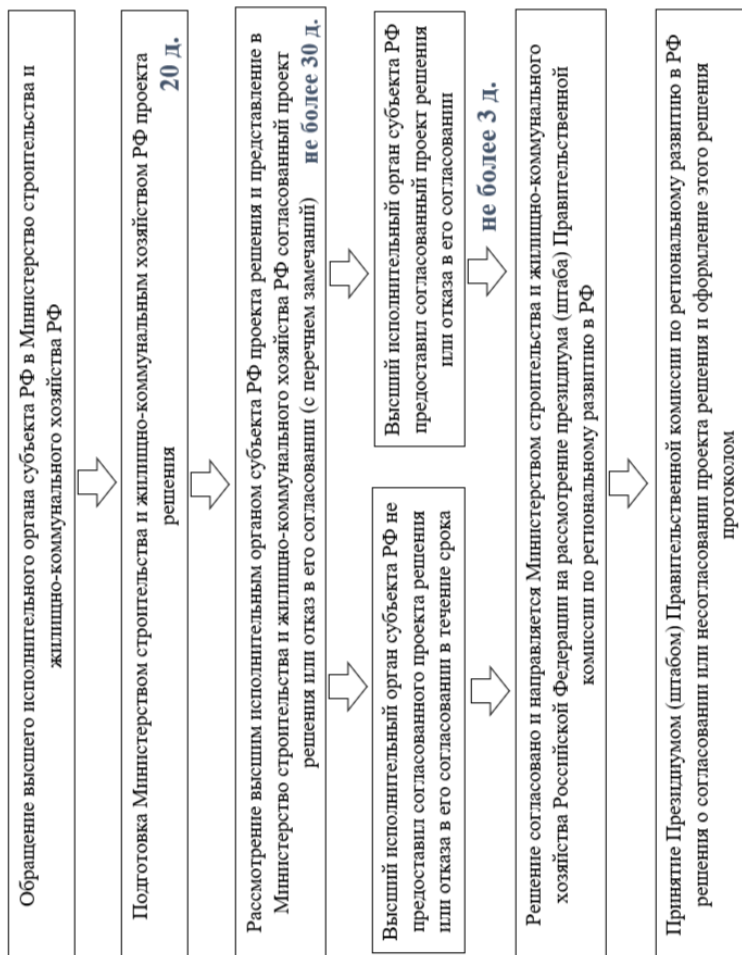 Обращение высшего исполнительного органа субъекта РФ в Министерство строительства и
жилищно-коммунального хозяйства РФ
Подготовка Министерством строительства и жилищно-коммунальным хозяйством РФ проекта
решения
20 д.
Рассмотрение высшим исполнительным органом субъекта РФ проекта решения и представление в
Министерство строительства и жилищно-коммунального хозяйства РФ согласованный проект
решения или отказ в его согласовании (с перечнем замечаний)
не более 30 д.
Высший исполнительный орган субъекта РФ не
предоставил согласованного проекта решения
или отказа в его согласовании в течение срока
Высший исполнительный орган субъекта РФ
предоставил согласованный проект решения
или отказа в его согласовании
не более 3 д.
Решение согласовано и направляется Министерством строительства и жилищно-коммунального
хозяйства Российской Федерации на рассмотрение президиума (штаба) Правительственной
комиссии по региональному развитию в РФ
Принятие Президиумом (штабом) Правительственной комиссии по региональному развитию в РФ
решения о согласовании или несогласовании проекта решения и оформление этого решения
протоколом